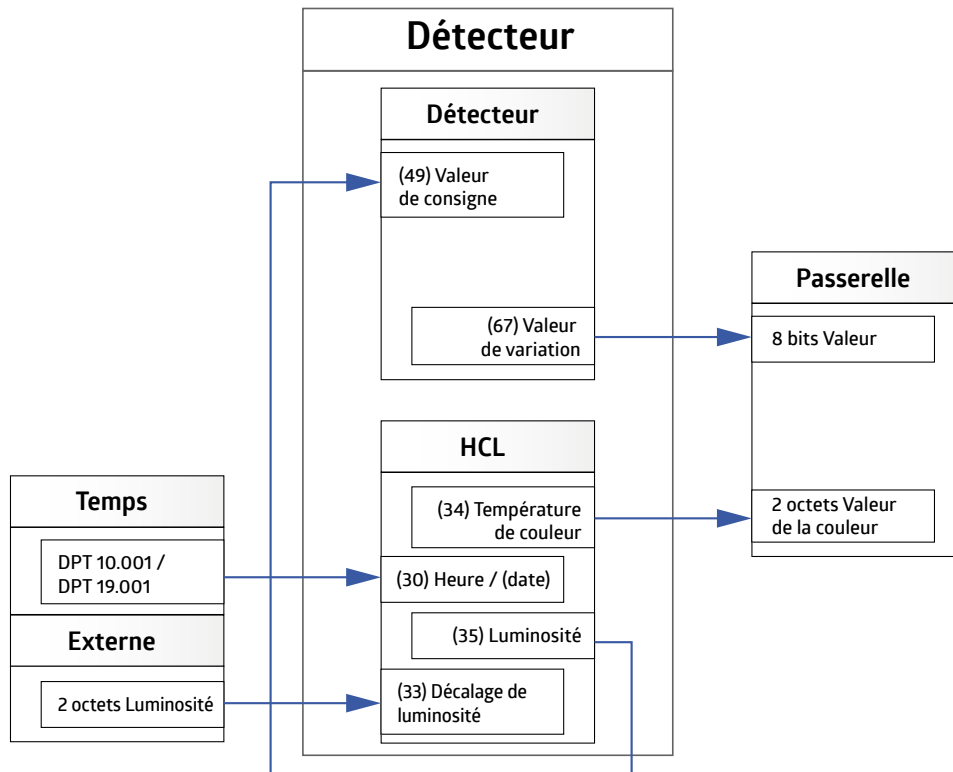 Détecteur
Détecteur
(49) Valeur
de consigne
(67) Valeur
de variation
Passerelle
8 bits Valeur
2 octets Valeur
de la couleur
HCL
(34) Température
de couleur
(30) Heure / (date)
(35) Luminosité
(33) Décalage de
luminosité
Temps
DPT 10.001 /
DPT 19.001
Externe
2 octets Luminosité